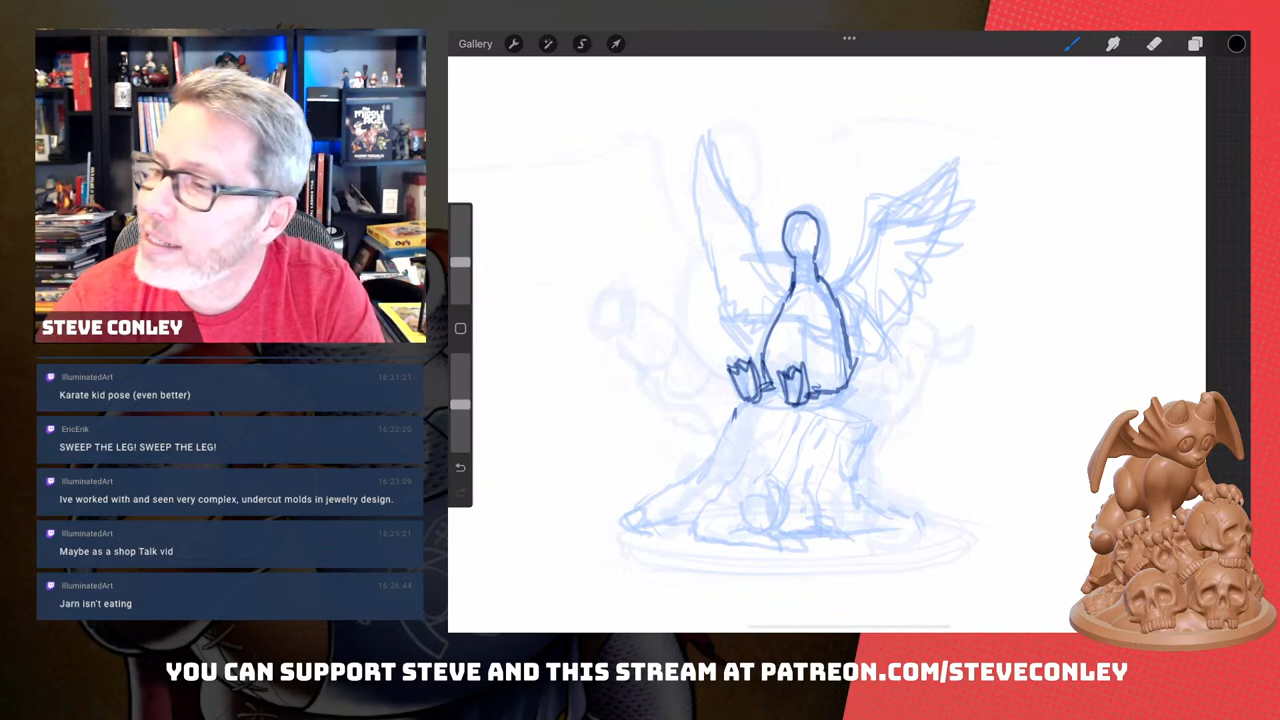 Gallery
THE
MIDDLE
AGE
STEVE CONLEY
IlluminatedArt 16:21:21
Karate kid pose (even better)
EricErik 16:22:20
SWEEP THE LEG! SWEEP THE LEG!
IlluminatedArt 16:23:09
Ive worked with and seen very complex, undercut molds in jewelry design.
IlluminatedArt 16:25:21
Maybe as a shop Talk vid
IlluminatedArt 16:26:44
Jarn isn't eating
YOU CAN SUPPORT STEVE AND THIS STREAM AT PATREON.COM/STEVECONLEY